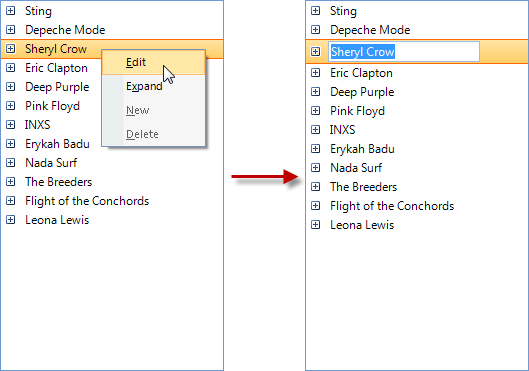 Sting
Depeche Mode
Sheryl Crow
Eric Clapton
Deep Purple
Pink Floyd
INXS
Erykah Badu
Nada Surf
The Breeders
Flight of the Conchords
Leona Lewis
Edit
Expand
New
Delete
Sting
Depeche Mode
Sheryl Crow
Eric Clapton
Deep Purple
Pink Floyd
INXS
Erykah Badu
Nada Surf
The Breeders
Flight of the Conchords
Leona Lewis